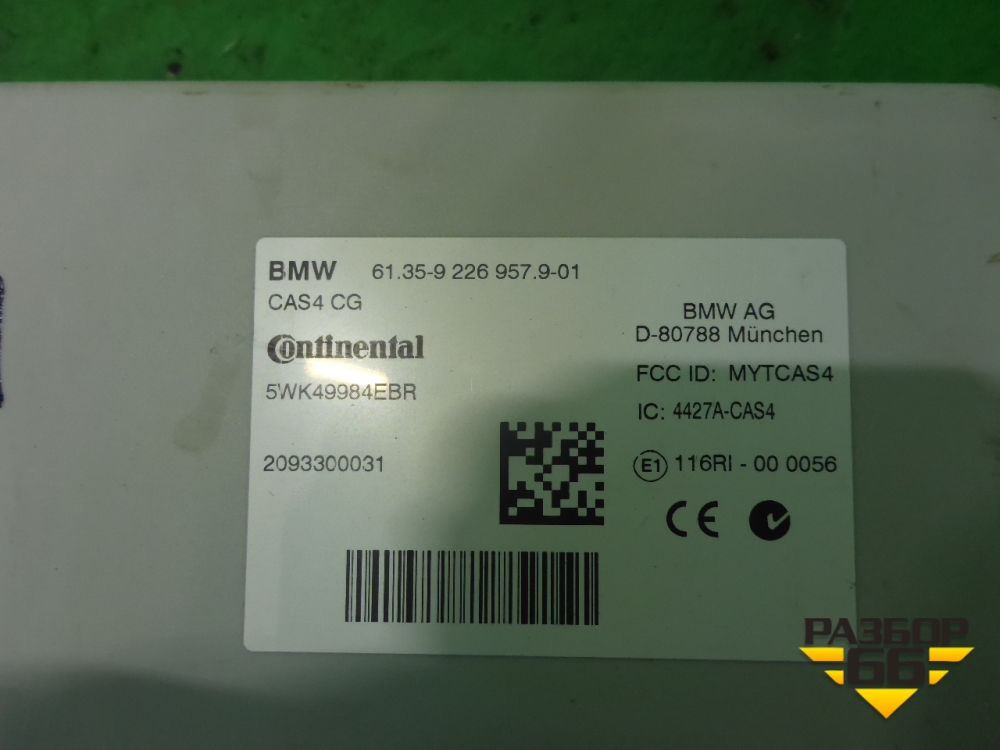 BMW 61.35-9 226 957.9-01
CAS4 CG
Continental
5WK49984EBR
2093300031
BMW AG
D-80788 München
FCC ID: MYTCAS4
IC: 4427A-CAS4
E1 116RI - 00 0056
CE
РАЗБОР
66